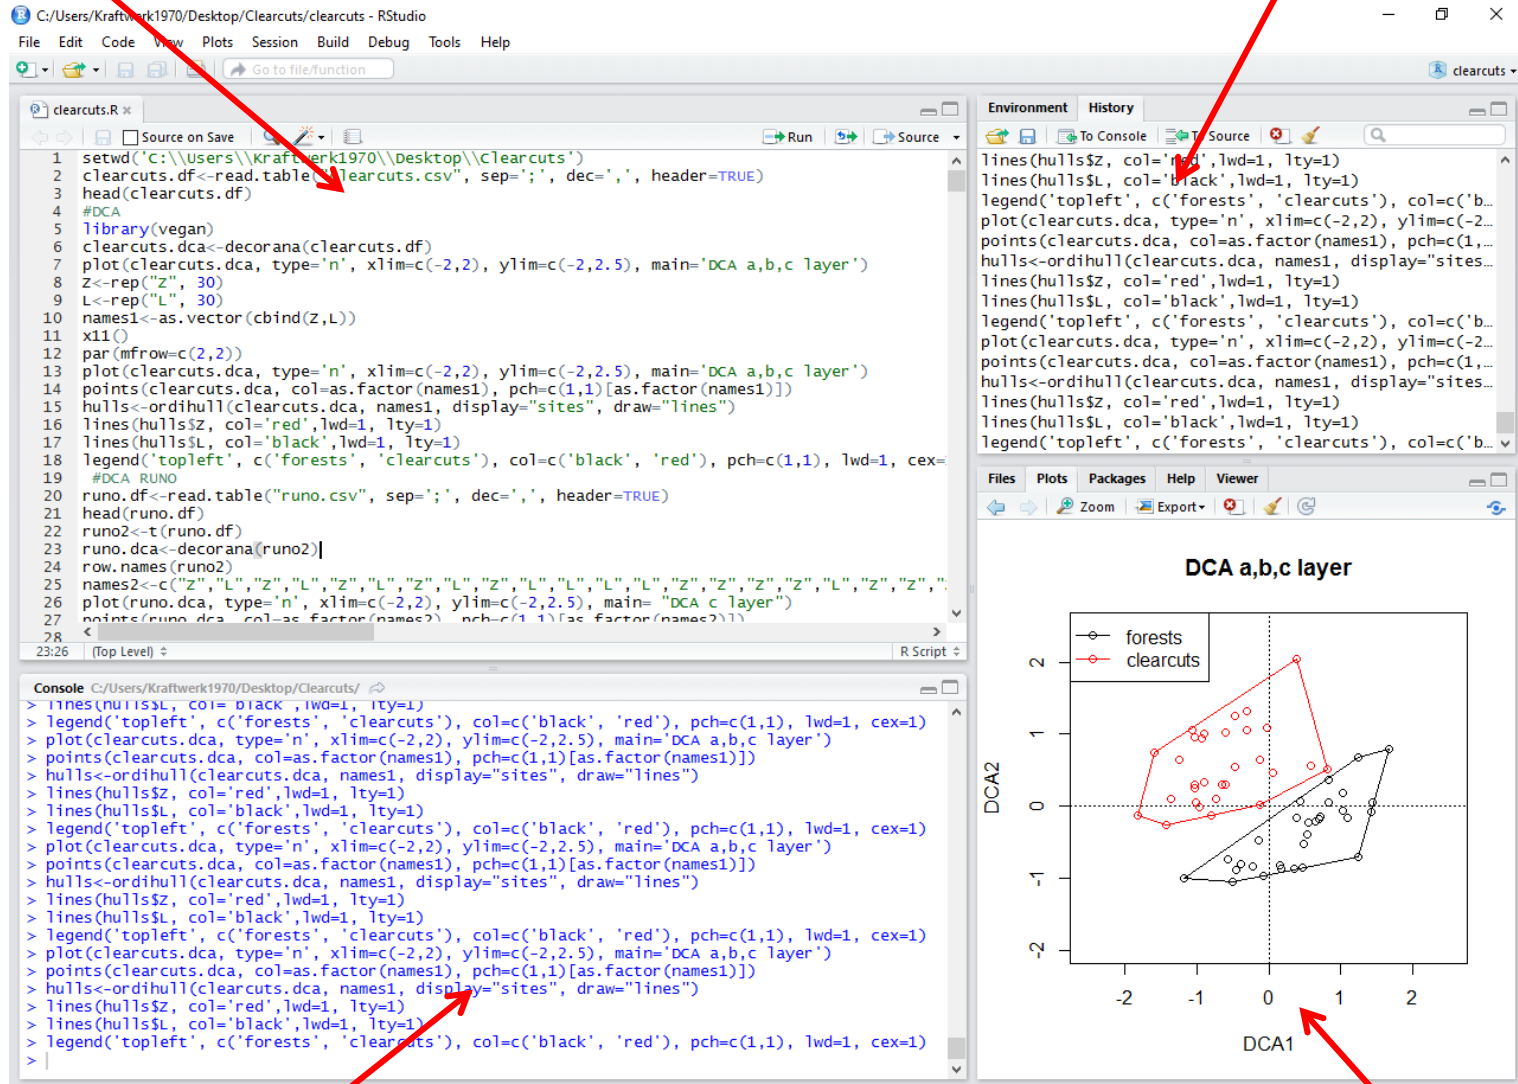 C:/Users/Kraftwerk1970/Desktop/Clearcuts/clearcuts - RStudio
File Edit Code View Plots Session Build Debug Tools Help
Go to file/function
clearcuts
clearcuts.R
Source on Save
Run
Source
1 setwd('C:\\Users\\Kraftwerk1970\\Desktop\\Clearcuts')
2 clearcuts.df<-read.table("clearcuts.csv", sep=';', dec=',', header=TRUE)
3 head(clearcuts.df)
4 #DCA
5 library(vegan)
6 clearcuts.dca<-decorana(clearcuts.df)
7 plot(clearcuts.dca, type='n', xlim=c(-2,2), ylim=c(-2,2.5), main='DCA a,b,c layer')
8 Z<-rep("Z", 30)
9 L<-rep("L", 30)
10 names1<-as.vector(cbind(Z,L))
11 x11()
12 par(mfrow=c(2,2))
13 plot(clearcuts.dca, type='n', xlim=c(-2,2), ylim=c(-2,2.5), main='DCA a,b,c layer')
14 points(clearcuts.dca, col=as.factor(names1), pch=c(1,1)[as.factor(names1)])
15 hulls<-ordihull(clearcuts.dca, names1, display="sites", draw="lines")
16 lines(hulls$Z, col='red',lwd=1, lty=1)
17 lines(hulls$L, col='black',lwd=1, lty=1)
18 legend('topleft', c('forests', 'clearcuts'), col=c('black', 'red'), pch=c(1,1), lwd=1, cex=
19 #DCA RUNO
20 runo.df<-read.table("runo.csv", sep=';', dec=',', header=TRUE)
21 head(runo.df)
22 runo2<-t(runo.df)
23 runo.dca<-decorana(runo2)
24 row.names(runo2)
25 names2<-c("Z","L","Z","L","Z","L","Z","L","Z","L","L","L","L","Z","Z","Z","Z","L","Z","Z",
26 plot(runo.dca, type='n', xlim=c(-2,2), ylim=c(-2,2.5), main= "DCA c layer")
27 points(runo.dca, col=as.factor(names2), pch=c(1,1)[as.factor(names2)])
28
23:26 (Top Level) R Script
Console C:/Users/Kraftwerk1970/Desktop/Clearcuts/
> lines(hulls$L, col='black',lwd=1, lty=1)
> legend('topleft', c('forests', 'clearcuts'), col=c('black', 'red'), pch=c(1,1), lwd=1, cex=1)
> plot(clearcuts.dca, type='n', xlim=c(-2,2), ylim=c(-2,2.5), main='DCA a,b,c layer')
> points(clearcuts.dca, col=as.factor(names1), pch=c(1,1)[as.factor(names1)])
> hulls<-ordihull(clearcuts.dca, names1, display="sites", draw="lines")
> lines(hulls$Z, col='red',lwd=1, lty=1)
> lines(hulls$L, col='black',lwd=1, lty=1)
> legend('topleft', c('forests', 'clearcuts'), col=c('black', 'red'), pch=c(1,1), lwd=1, cex=1)
> plot(clearcuts.dca, type='n', xlim=c(-2,2), ylim=c(-2,2.5), main='DCA a,b,c layer')
> points(clearcuts.dca, col=as.factor(names1), pch=c(1,1)[as.factor(names1)])
> hulls<-ordihull(clearcuts.dca, names1, display="sites", draw="lines")
> lines(hulls$Z, col='red',lwd=1, lty=1)
> lines(hulls$L, col='black',lwd=1, lty=1)
> legend('topleft', c('forests', 'clearcuts'), col=c('black', 'red'), pch=c(1,1), lwd=1, cex=1)
> plot(clearcuts.dca, type='n', xlim=c(-2,2), ylim=c(-2,2.5), main='DCA a,b,c layer')
> points(clearcuts.dca, col=as.factor(names1), pch=c(1,1)[as.factor(names1)])
> hulls<-ordihull(clearcuts.dca, names1, display="sites", draw="lines")
> lines(hulls$Z, col='red',lwd=1, lty=1)
> lines(hulls$L, col='black',lwd=1, lty=1)
> legend('topleft', c('forests', 'clearcuts'), col=c('black', 'red'), pch=c(1,1), lwd=1, cex=1)
>
Environment History
To Console To Source
lines(hulls$Z, col='red',lwd=1, lty=1)
lines(hulls$L, col='black',lwd=1, lty=1)
legend('topleft', c('forests', 'clearcuts'), col=c('b…
plot(clearcuts.dca, type='n', xlim=c(-2,2), ylim=c(-2…
points(clearcuts.dca, col=as.factor(names1), pch=c(1,…
hulls<-ordihull(clearcuts.dca, names1, display="sites…
lines(hulls$Z, col='red',lwd=1, lty=1)
lines(hulls$L, col='black',lwd=1, lty=1)
legend('topleft', c('forests', 'clearcuts'), col=c('b…
plot(clearcuts.dca, type='n', xlim=c(-2,2), ylim=c(-2…
points(clearcuts.dca, col=as.factor(names1), pch=c(1,…
hulls<-ordihull(clearcuts.dca, names1, display="sites…
lines(hulls$Z, col='red',lwd=1, lty=1)
lines(hulls$L, col='black',lwd=1, lty=1)
legend('topleft', c('forests', 'clearcuts'), col=c('b…
Files Plots Packages Help Viewer
Zoom Export
DCA a,b,c layer
forests
clearcuts
DCA2
2
1
0
-1
-2
-2 -1 0 1 2
DCA1